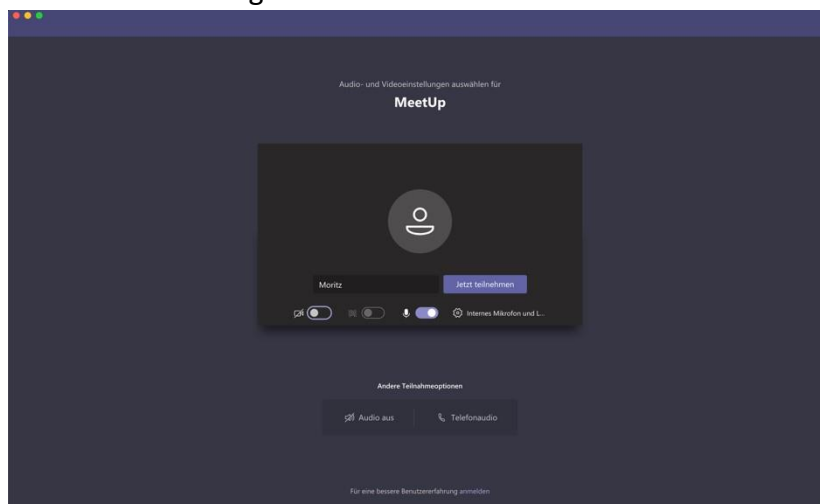 Audio- und Videoeinstellungen auswählen für
MeetUp
Moritz
Jetzt teilnehmen
Internes Mikrofon und L...
Andere Teilnahmeoptionen
Audio aus
Telefonaudio
Für eine bessere Benutzererfahrung anmelden